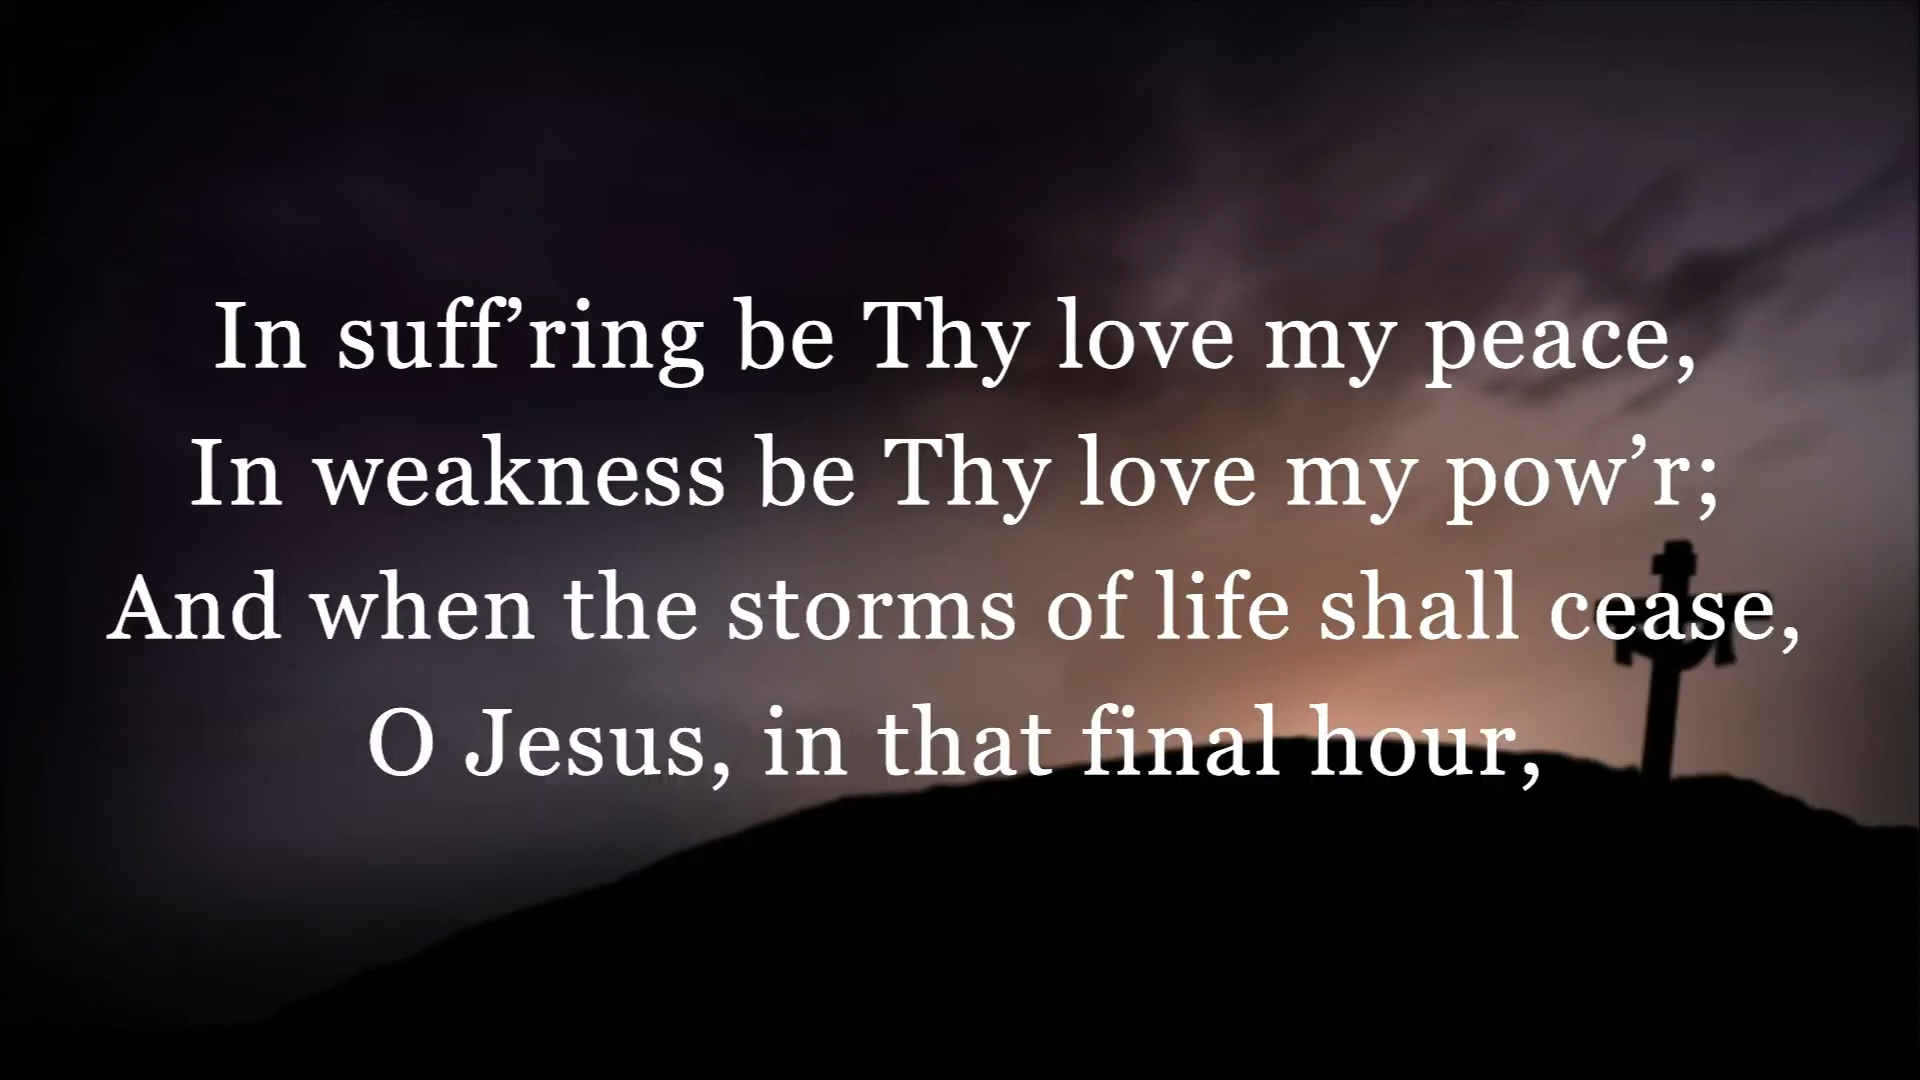 In suff’ring be Thy love my peace,
In weakness be Thy love my pow’r;
And when the storms of life shall cease,
O Jesus, in that final hour,